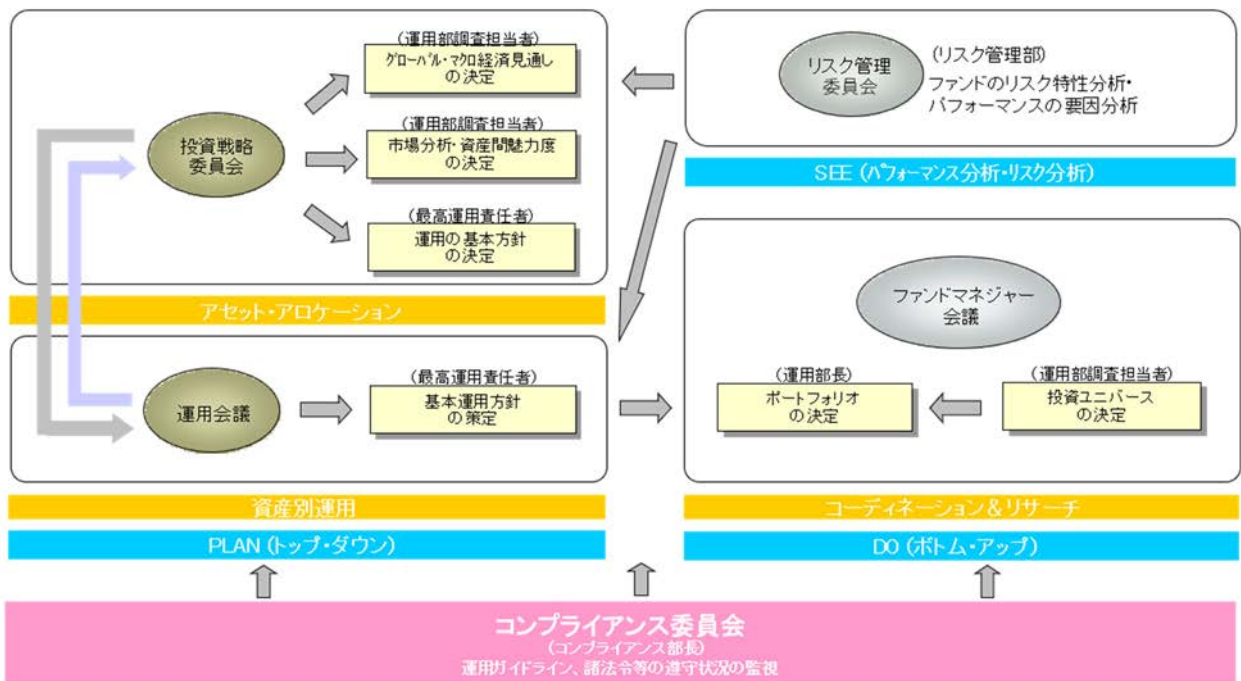 (運用部調査担当者)
グローバル・マクロ経済見通し
の決定
投資戦略
委員会
(運用部調査担当者)
市場分析・資産間魅力度
の決定
(最高運用責任者)
運用の基本方針
の決定
アセット・アロケーション
リスク管理
委員会
(リスク管理部)
ファンドのリスク特性分析・
パフォーマンスの要因分析
SEE (パフォーマンス分析・リスク分析)
運用会議
(最高運用責任者)
基本運用方針
の策定
資産別運用
PLAN (トップ・ダウン)
ファンドマネジャー
会議
(運用部長)
ポートフォリオ
の決定
(運用部調査担当者)
投資ユニバース
の決定
コーディネーション&リサーチ
DO (ボトム・アップ)
コンプライアンス委員会
(コンプライアンス部長)
運用ガイドライン、諸法令等の遵守状況の監視